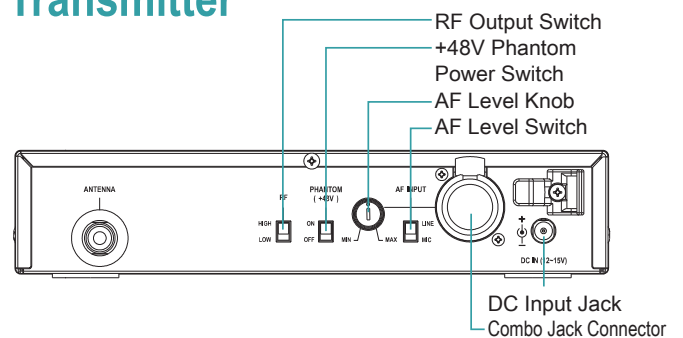 Transmitter
RF Output Switch
+48V Phantom
Power Switch
AF Level Knob
AF Level Switch
ANTENNA
RF
PHANTOM
(+48V)
AF INPUT
HIGH
LOW
ON
OFF
MIN
MAX
LINE
MIC
+
−
DC IN (12~15V)
DC Input Jack
Combo Jack Connector